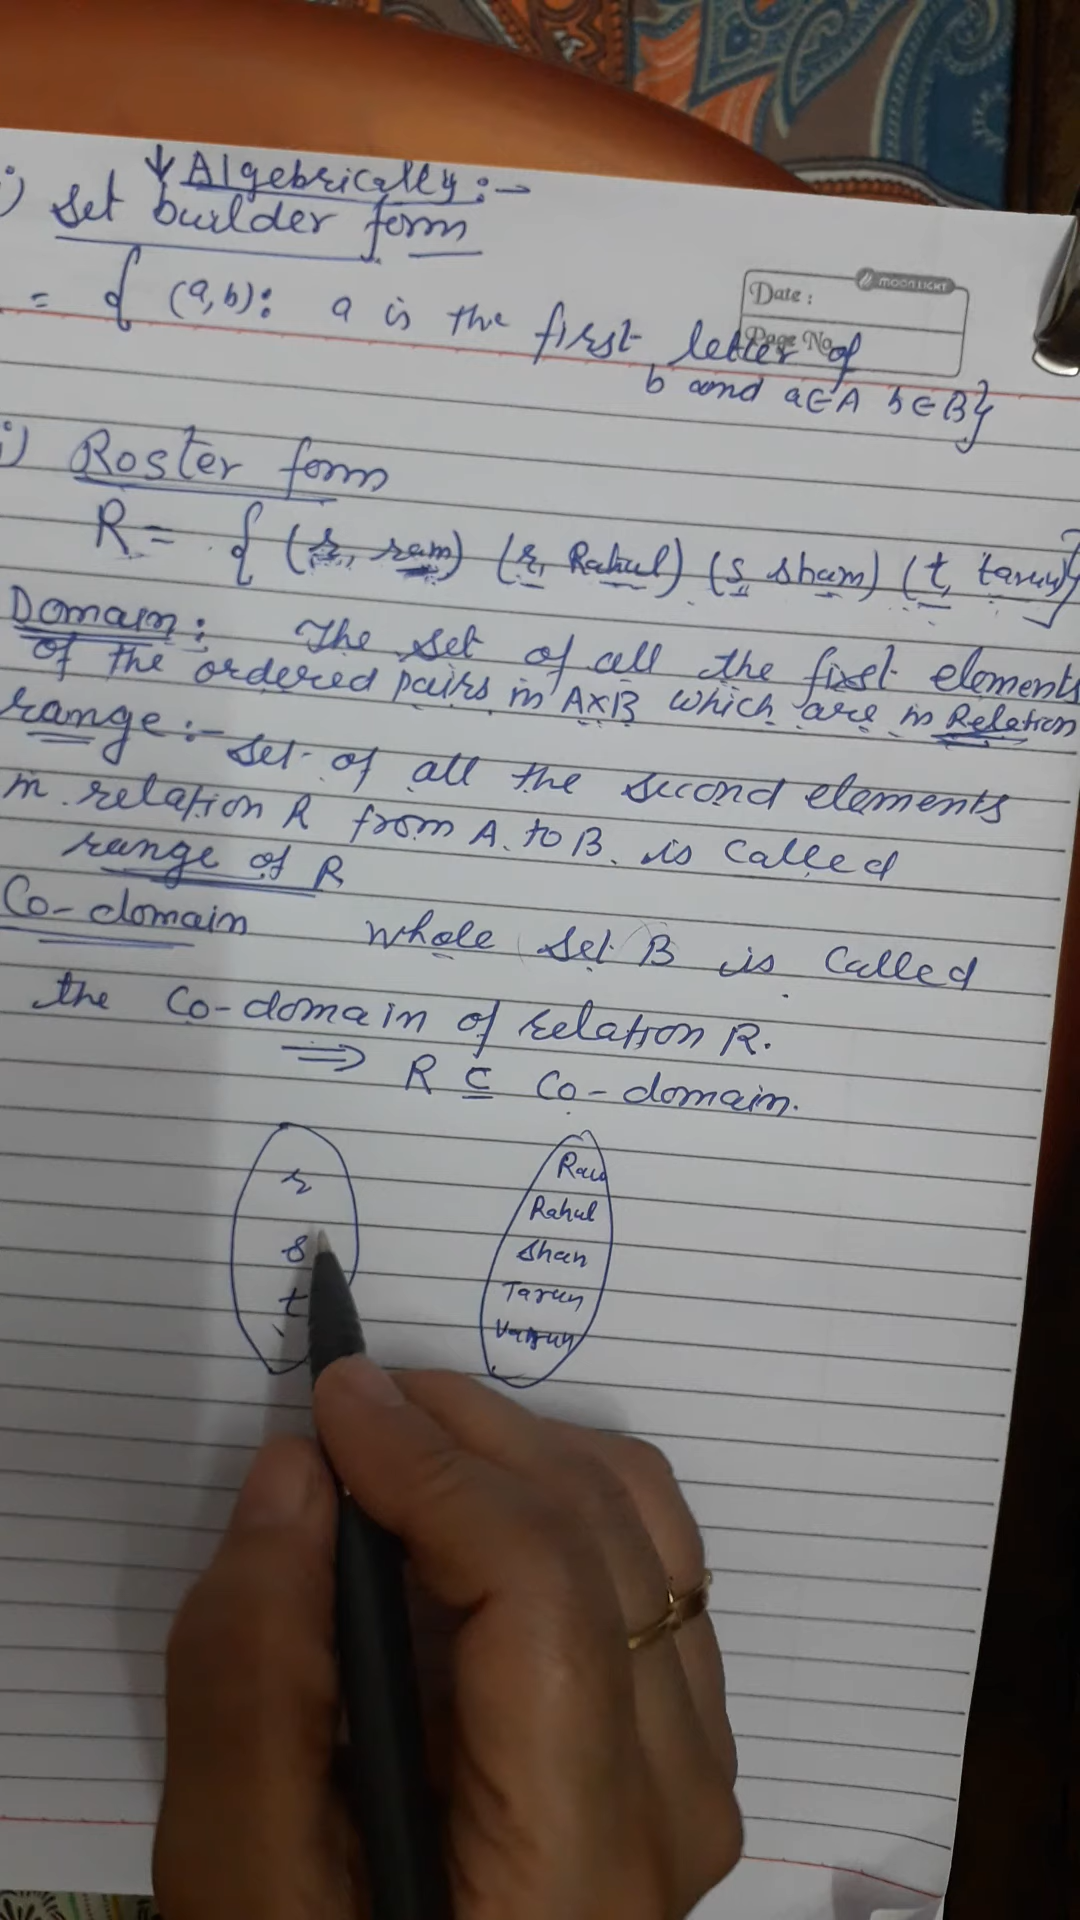 ↓ Algebrically :-
i) Set builder form
= { (a,b): a is the first letter of
b and a∈A b∈B}
MOONLIGHT
Date :
Page No.
i) Roster form
R = { (r, ram) (r, Rahul) (s sham) (t, tarun)}
Domain: The set of all the first elements
of the ordered pairs in A×B which are in Relation
range :- set of all the second elements
in relation R from A to B. is called
range of R
Co-domain whole set B is called
the Co-domain of relation R.
⇒ R ⊆ Co-domain.
r
s
t
Rahul
Shan
Tarun
Varun